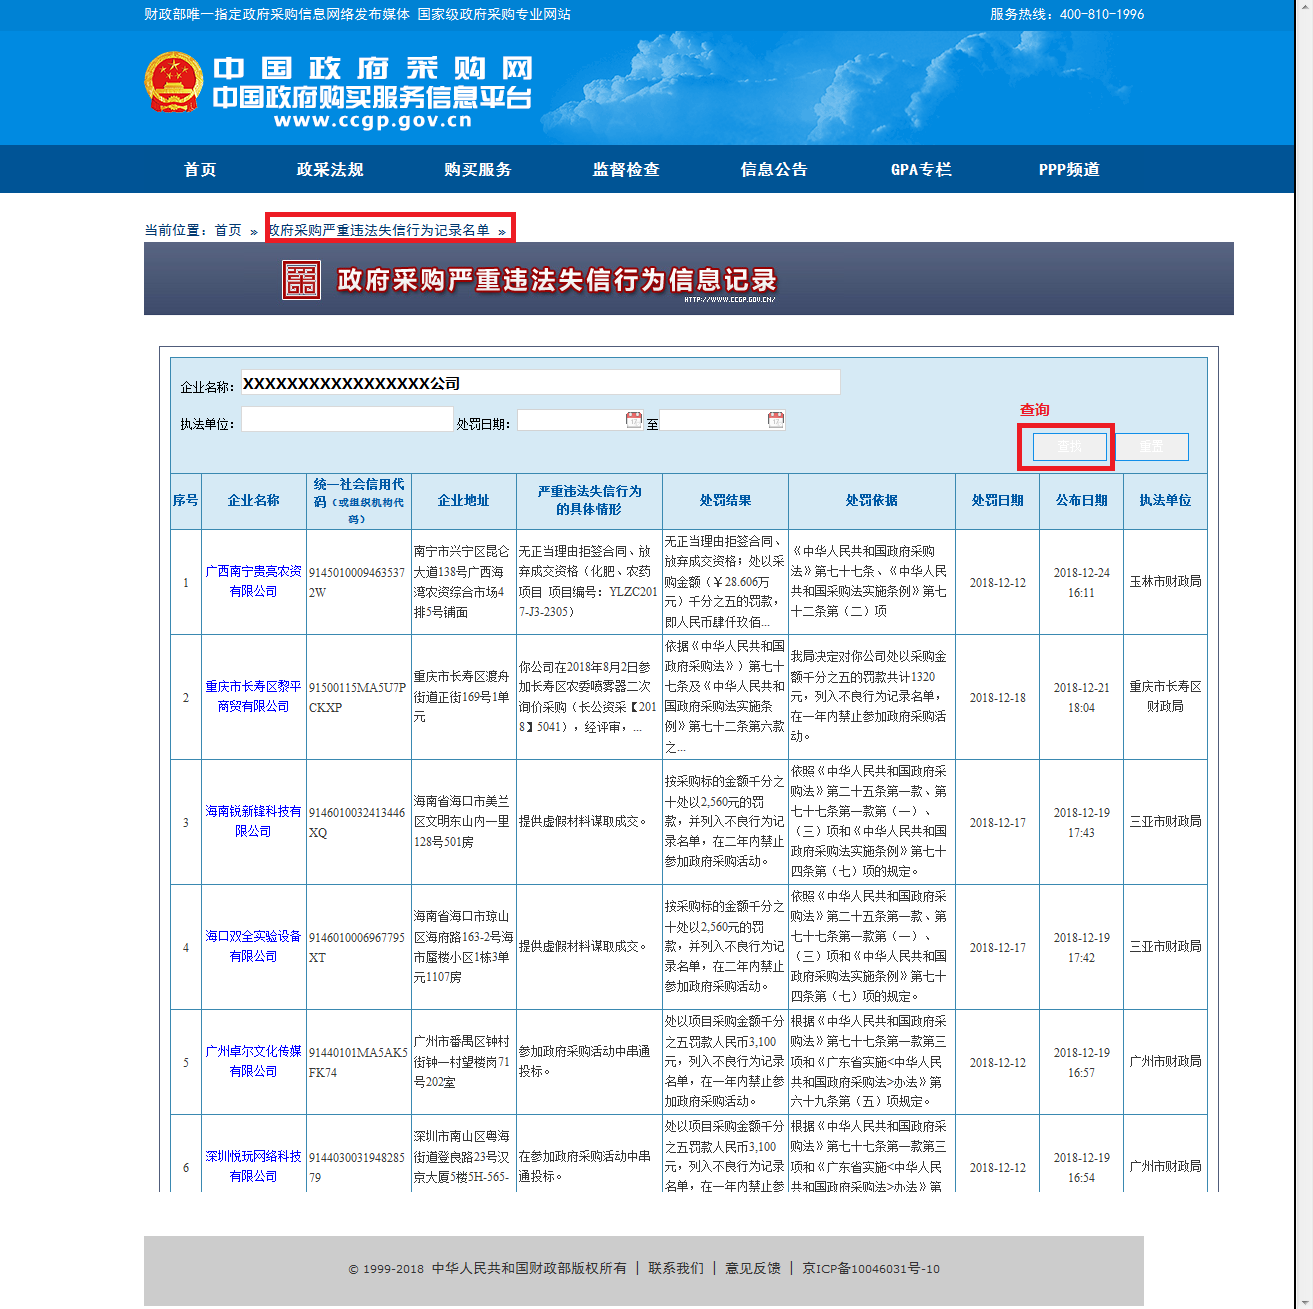 财政部唯一指定政府采购信息网络发布媒体 国家级政府采购专业网站
服务热线：400-810-1996
中国政府采购网
中国政府购买服务信息平台
www.ccgp.gov.cn
首页 政采法规 购买服务 监督检查 信息公告 GPA专栏 PPP频道
当前位置：首页 » 政府采购严重违法失信行为记录名单 »
政府采购严重违法失信行为信息记录
HTTP://WWW.CCGP.GOV.CN/
企业名称：XXXXXXXXXXXXXXXXX公司
执法单位： 处罚日期： 至
查询
查找 重置
序号
企业名称
统一社会信用代
码（或组织机构代
码）
企业地址
严重违法失信行为
的具体情形
处罚结果
处罚依据
处罚日期
公布日期
执法单位
1
广西南宁贵亮农资
有限公司
9145010009463537
2W
南宁市兴宁区昆仑
大道138号广西海
湾农资综合市场4
排5号铺面
无正当理由拒签合同、放
弃成交资格（化肥、农药
项目 项目编号：YLZC201
7-J3-2305）
无正当理由拒签合同、
放弃成交资格；处以采
购金额（￥28.606万
元）千分之五的罚款，
即人民币肆仟玖佰...
《中华人民共和国政府采购
法》第七十七条、《中华人民
共和国采购法实施条例》第七
十二条第（二）项
2018-12-12
2018-12-24
16:11
玉林市财政局
2
重庆市长寿区黎平
商贸有限公司
91500115MA5U7P
CKXP
重庆市长寿区渡舟
街道正街169号1单
元
你公司在2018年8月2日参
加长寿区农委喷雾器二次
询价采购（长公资采【201
8】5041），经评审，...
依据《中华人民共和国
政府采购法》）第七十
七条及《中华人民共和
国政府采购法实施条
例》第七十二条第六款
之...
我局决定对你公司处以采购金
额千分之五的罚款共计1320
元，列入不良行为记录名单，
在一年内禁止参加政府采购活
动。
2018-12-18
2018-12-21
18:04
重庆市长寿区
财政局
3
海南锐新锋科技有
限公司
9146010032413446
XQ
海南省海口市美兰
区文明东山内一里
128号501房
提供虚假材料谋取成交。
按采购标的金额千分之
十处以2,560元的罚
款，并列入不良行为记
录名单，在二年内禁止
参加政府采购活动。
依照《中华人民共和国政府采
购法》第二十五条第一款、第
七十七条第一款第（一）、
（三）项和《中华人民共和国
政府采购法实施条例》第七十
四条第（七）项的规定。
2018-12-17
2018-12-19
17:43
三亚市财政局
4
海口双全实验设备
有限公司
9146010006967795
XT
海南省海口市琼山
区海府路163-2号海
市蜃楼小区1栋3单
元1107房
提供虚假材料谋取成交。
按采购标的金额千分之
十处以2,560元的罚
款，并列入不良行为记
录名单，在二年内禁止
参加政府采购活动。
依照《中华人民共和国政府采
购法》第二十五条第一款、第
七十七条第一款第（一）、
（三）项和《中华人民共和国
政府采购法实施条例》第七十
四条第（七）项的规定。
2018-12-17
2018-12-19
17:42
三亚市财政局
5
广州卓尔文化传媒
有限公司
91440101MA5AK5
FK74
广州市番禺区钟村
街钟一村望楼岗71
号202室
参加政府采购活动中串通
投标。
处以项目采购金额千分
之五罚款人民币3,100
元，列入不良行为记录
名单，在一年内禁止参
加政府采购活动。
根据《中华人民共和国政府采
购法》第七十七条第一款第三
项和《广东省实施<中华人民
共和国政府采购法>办法》第
六十九条第（五）项规定。
2018-12-12
2018-12-19
16:57
广州市财政局
6
深圳悦玩网络科技
有限公司
9144030031948285
79
深圳市南山区粤海
街道登良路23号汉
京大厦5楼5H-565-
在参加政府采购活动中串
通投标。
处以项目采购金额千分
之五罚款人民币3,100
元，列入不良行为记录
名单，在一年内禁止参
根据《中华人民共和国政府采
购法》第七十七条第一款第三
项和《广东省实施<中华人民
共和国政府采购法>办法》第
2018-12-12
2018-12-19
16:54
广州市财政局
© 1999-2018 中华人民共和国财政部版权所有 | 联系我们 | 意见反馈 | 京ICP备10046031号-10